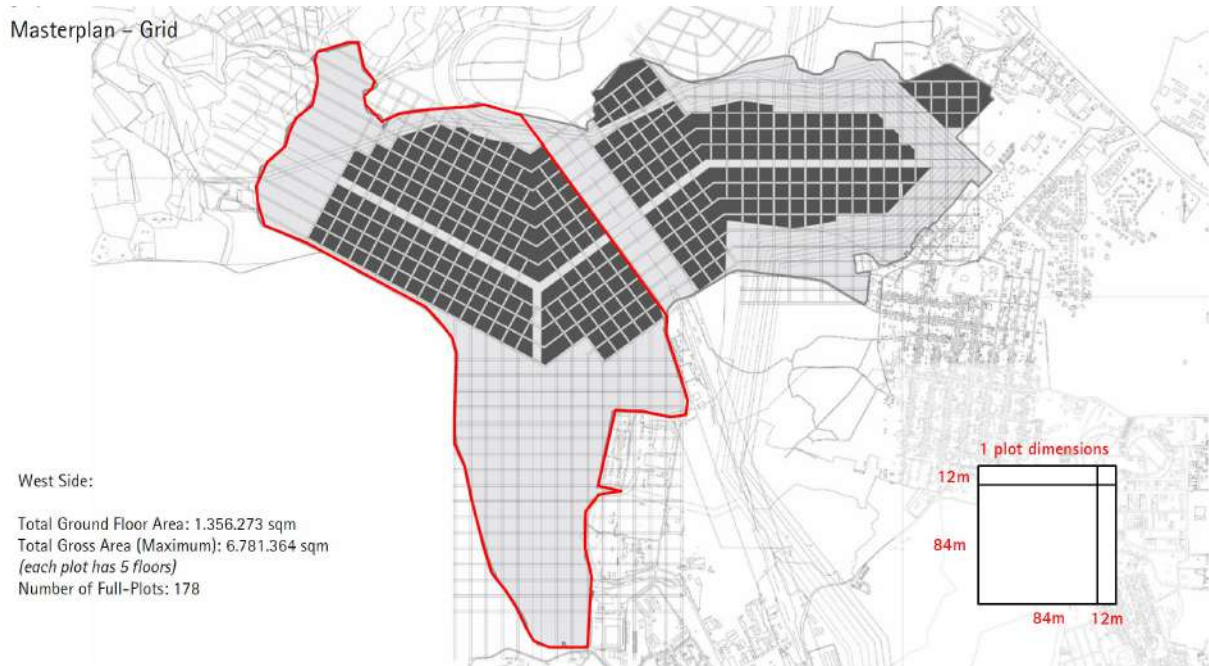 Masterplan – Grid
1 plot dimensions
12m
84m
84m 12m
West Side:
Total Ground Floor Area: 1.356.273 sqm
Total Gross Area (Maximum): 6.781.364 sqm
(each plot has 5 floors)
Number of Full-Plots: 178